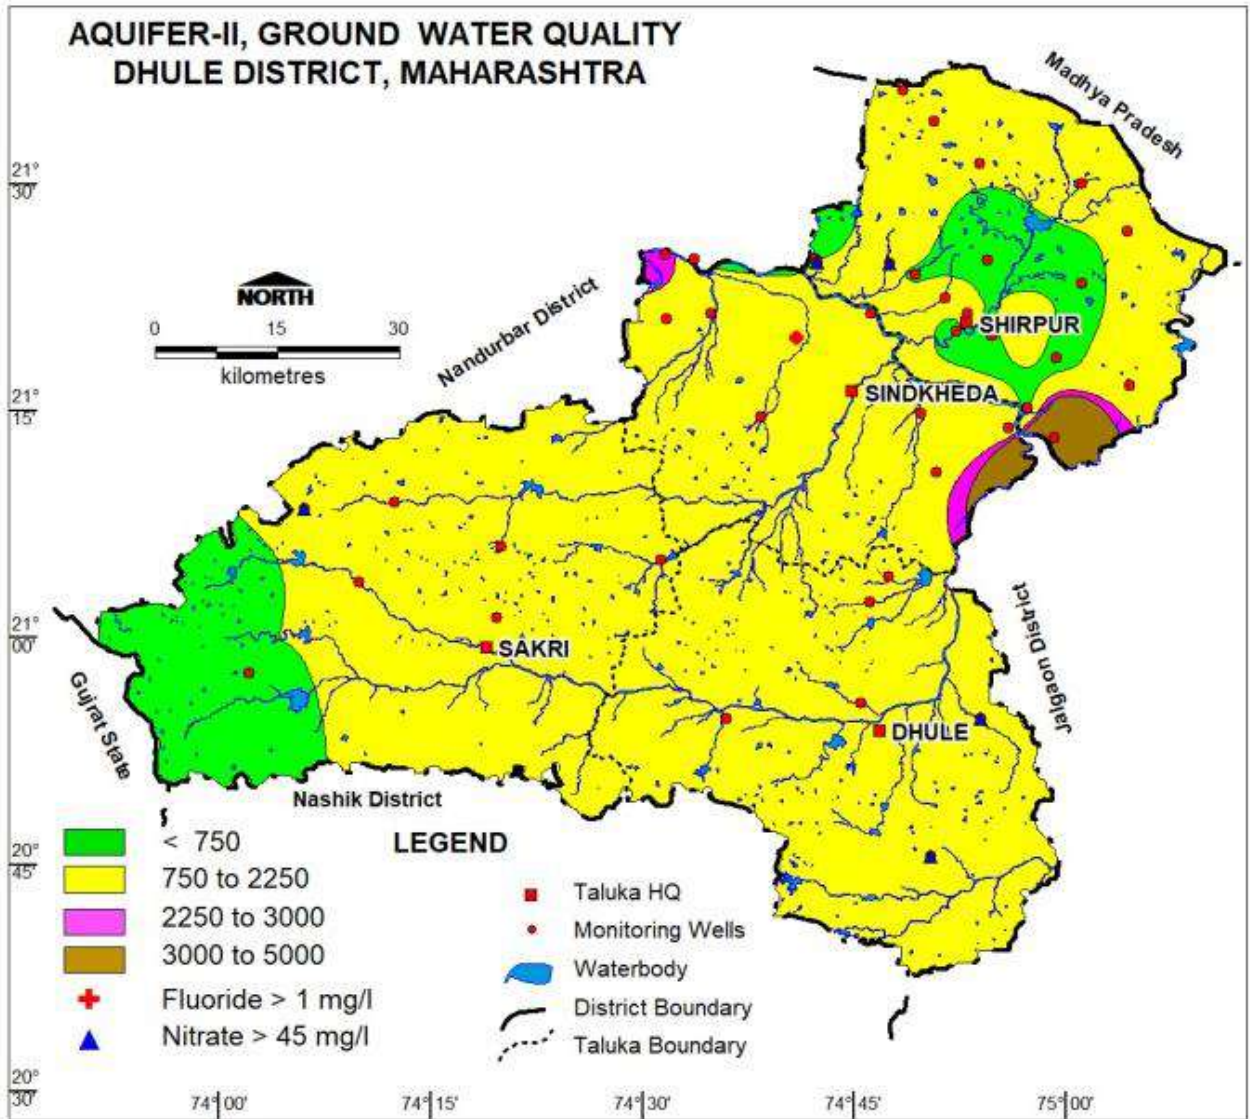 AQUIFER-II, GROUND WATER QUALITY
DHULE DISTRICT, MAHARASHTRA
Madhya Pradesh
21°
30'
NORTH
0 15 30
kilometres
Nandurbar District
SHIRPUR
SINDKHEDA
21°
15'
21°
00'
SAKRI
Jalgaon District
Gujrat State
DHULE
Nashik District
LEGEND
< 750
750 to 2250
2250 to 3000
3000 to 5000
Fluoride > 1 mg/l
Nitrate > 45 mg/l
Taluka HQ
Monitoring Wells
Waterbody
District Boundary
Taluka Boundary
20°
45'
20°
30'
74°00' 74°15' 74°30' 74°45' 75°00'